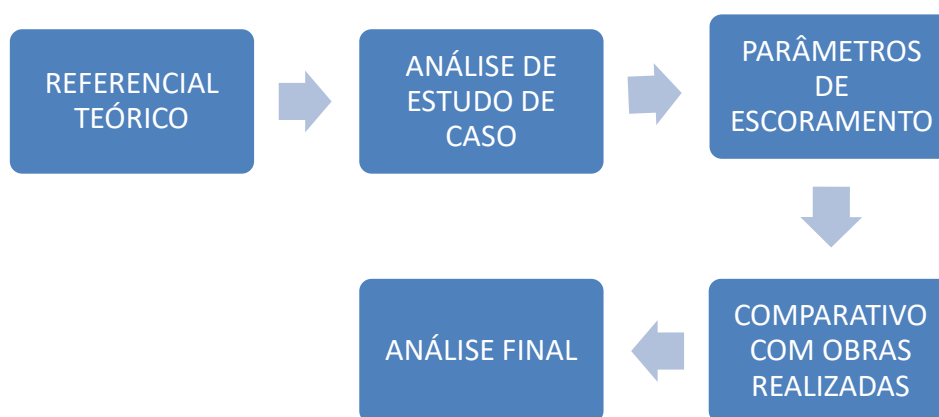 REFERENCIAL
TEÓRICO
ANÁLISE DE
ESTUDO DE
CASO
PARÂMETROS
DE
ESCORAMENTO
COMPARATIVO
COM OBRAS
REALIZADAS
ANÁLISE FINAL